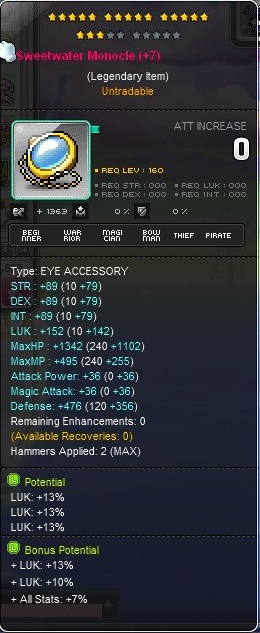 Sweetwater Monocle (+7)
(Legendary Item)
Untradable
ATT INCREASE
0
REQ LEV : 160
REQ STR : 000 REQ LUK : 000
REQ DEX : 000 REQ INT : 000
+ 1363 0 % 0 %
BEGINNER WARRIOR MAGICIAN BOWMAN THIEF PIRATE
Type: EYE ACCESSORY
STR : +89 (10 +79)
DEX : +89 (10 +79)
INT : +89 (10 +79)
LUK : +152 (10 +142)
MaxHP : +1342 (240 +1102)
MaxMP : +495 (240 +255)
Attack Power: +36 (0 +36)
Magic Attack: +36 (0 +36)
Defense: +476 (120 +356)
Remaining Enhancements: 0
(Available Recoveries: 0)
Hammers Applied: 2 (MAX)
L Potential
LUK: +13%
LUK: +13%
LUK: +13%
L Bonus Potential
+ LUK: +13%
+ LUK: +10%
+ All Stats: +7%